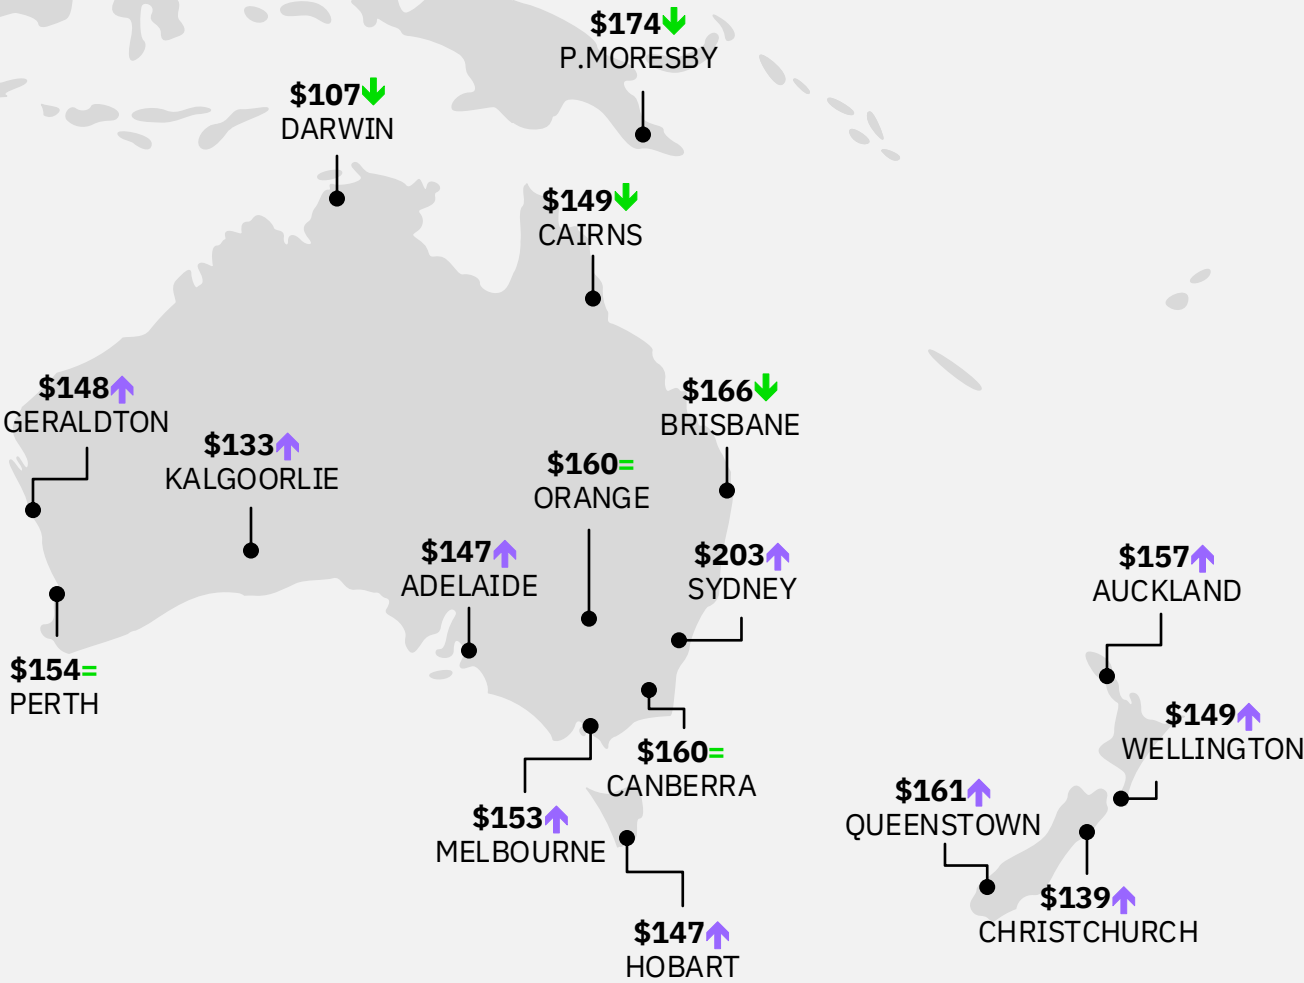 $174↓
P.MORESBY
$107↓
DARWIN
$149↓
CAIRNS
$148↑
GERALDTON
$133↑
KALGOORLIE
$166↓
BRISBANE
$160=
ORANGE
$147↑
ADELAIDE
$203↑
SYDNEY
$157↑
AUCKLAND
$154=
PERTH
$149↑
WELLINGTON
$160=
CANBERRA
$153↑
MELBOURNE
$161↑
QUEENSTOWN
$139↑
CHRISTCHURCH
$147↑
HOBART